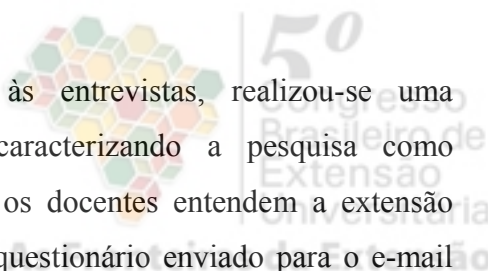 5º
às entrevistas, realizou-se uma
Congresso
Brasileiro de
caracterizando a pesquisa como
Extensão
os docentes entendem a extensão
Universitária
questionário enviado para o e-mail